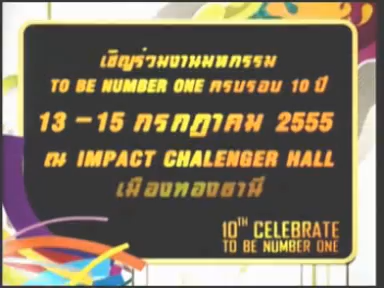 เชิญร่วมงานมหกรรม
TO BE NUMBER ONE ครบรอบ 10 ปี
13 -15 กรกฎาคม 2555
ณ IMPACT CHALENGER HALL
เมืองทองธานี
10TH CELEBRATE
TO BE NUMBER ONE